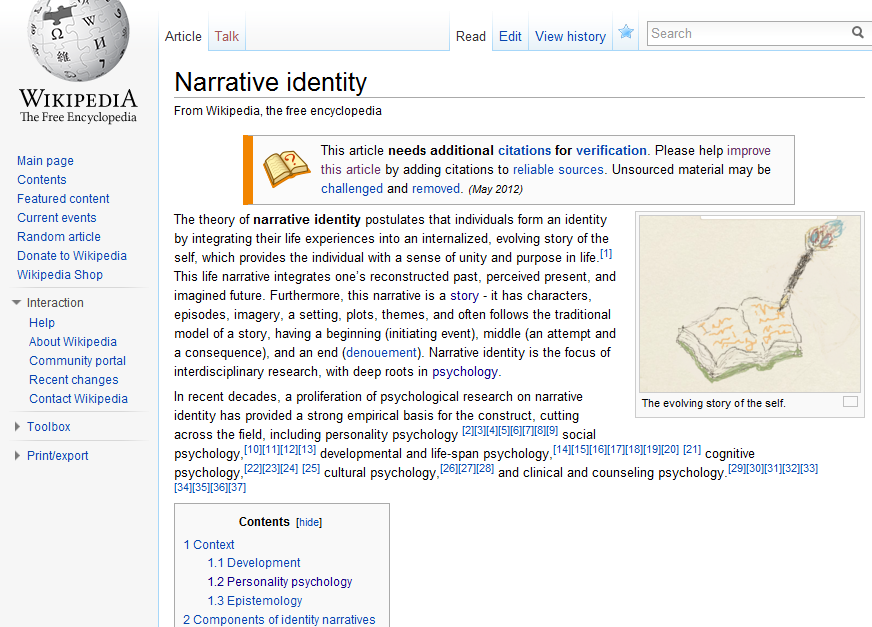 WIKIPEDIA
The Free Encyclopedia
Main page
Contents
Featured content
Current events
Random article
Donate to Wikipedia
Wikipedia Shop
Interaction
Help
About Wikipedia
Community portal
Recent changes
Contact Wikipedia
Toolbox
Print/export
Article Talk Read Edit View history Search
Narrative identity
From Wikipedia, the free encyclopedia
This article needs additional citations for verification. Please help improve
this article by adding citations to reliable sources. Unsourced material may be
challenged and removed. (May 2012)
The theory of narrative identity postulates that individuals form an identity
by integrating their life experiences into an internalized, evolving story of the
self, which provides the individual with a sense of unity and purpose in life.[1]
This life narrative integrates one's reconstructed past, perceived present, and
imagined future. Furthermore, this narrative is a story - it has characters,
episodes, imagery, a setting, plots, themes, and often follows the traditional
model of a story, having a beginning (initiating event), middle (an attempt and
a consequence), and an end (denouement). Narrative identity is the focus of
interdisciplinary research, with deep roots in psychology.
The evolving story of the self.
In recent decades, a proliferation of psychological research on narrative
identity has provided a strong empirical basis for the construct, cutting
across the field, including personality psychology [2][3][4][5][6][7][8][9] social
psychology,[10][11][12][13] developmental and life-span psychology,[14][15][16][17][18][19][20] [21] cognitive
psychology,[22][23][24] [25] cultural psychology,[26][27][28] and clinical and counseling psychology.[29][30][31][32][33]
[34][35][36][37]
Contents [hide]
1 Context
1.1 Development
1.2 Personality psychology
1.3 Epistemology
2 Components of identity narratives